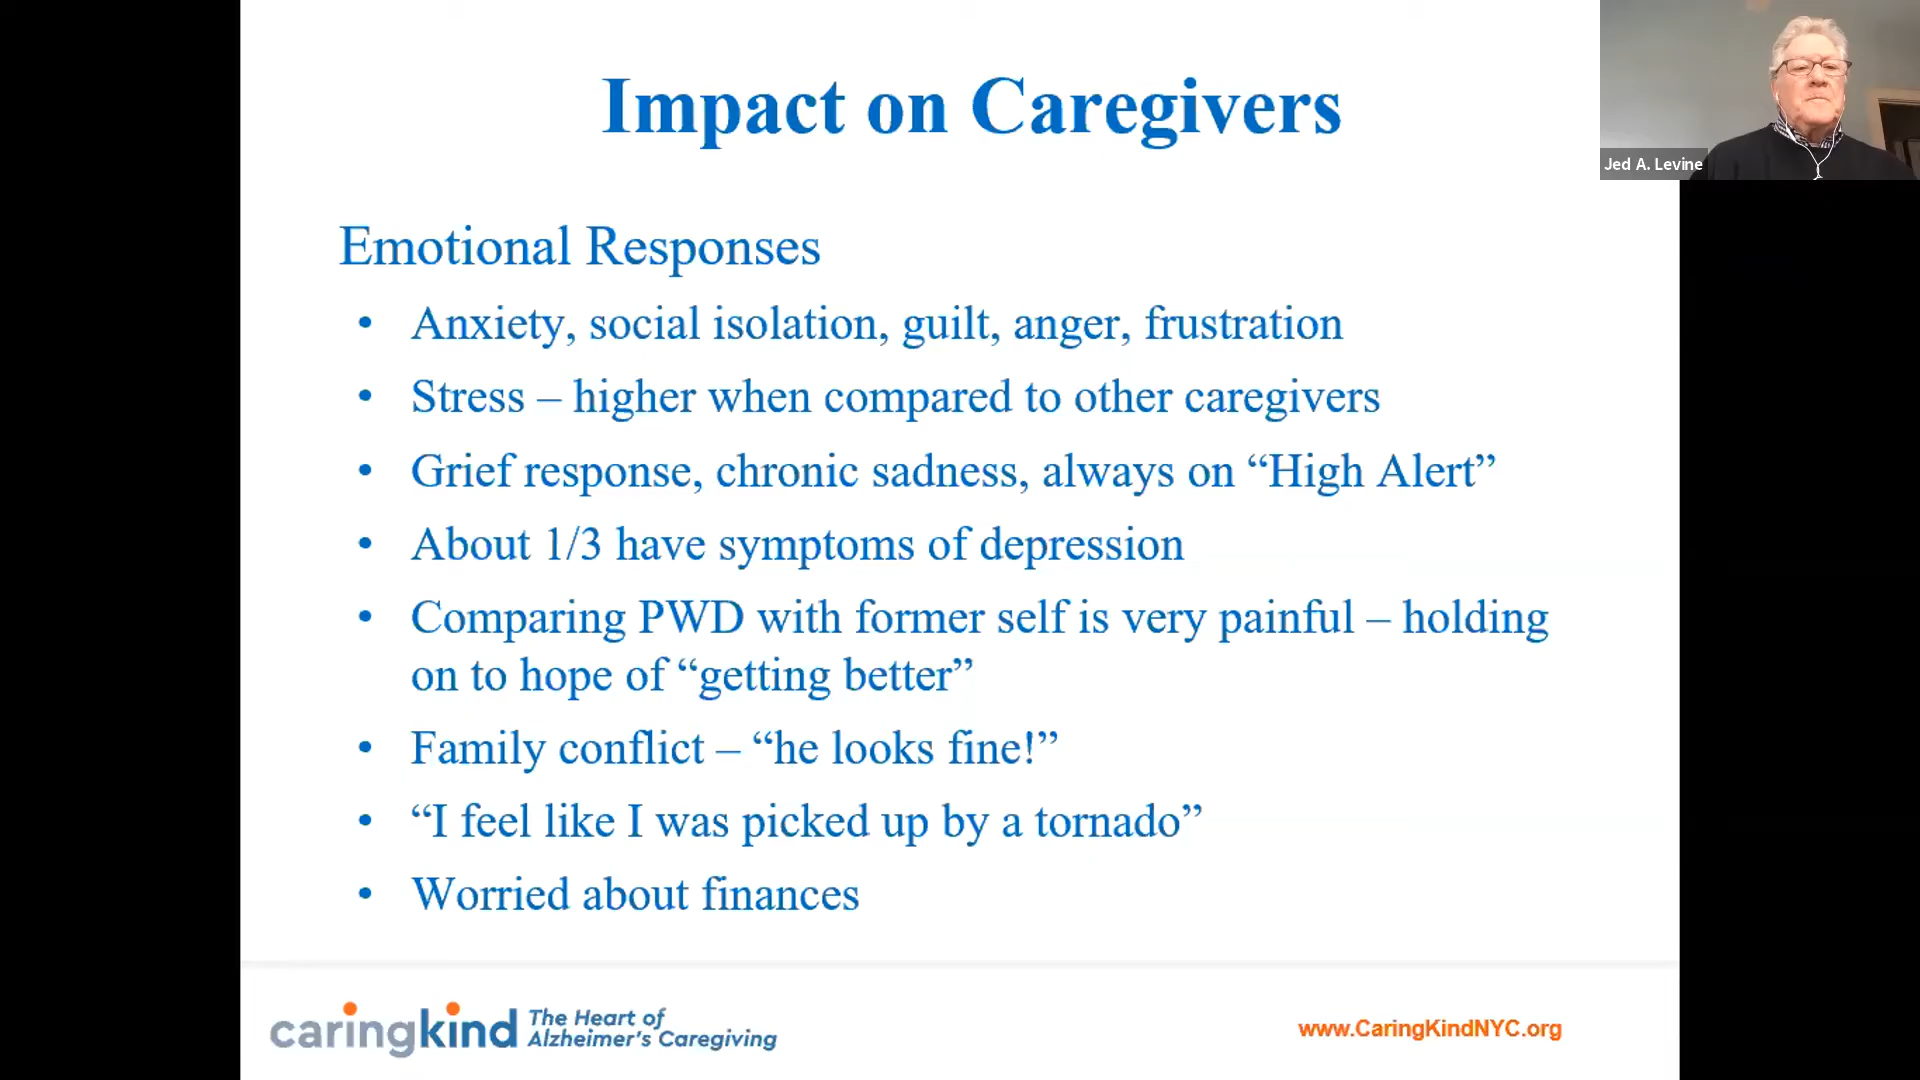 Impact on Caregivers
Jed A. Levine
Emotional Responses
• Anxiety, social isolation, guilt, anger, frustration
• Stress – higher when compared to other caregivers
• Grief response, chronic sadness, always on “High Alert”
• About 1/3 have symptoms of depression
• Comparing PWD with former self is very painful – holding
on to hope of “getting better”
• Family conflict – “he looks fine!”
• “I feel like I was picked up by a tornado”
• Worried about finances
caringkind
The Heart of
Alzheimer's Caregiving
www.CaringKindNYC.org